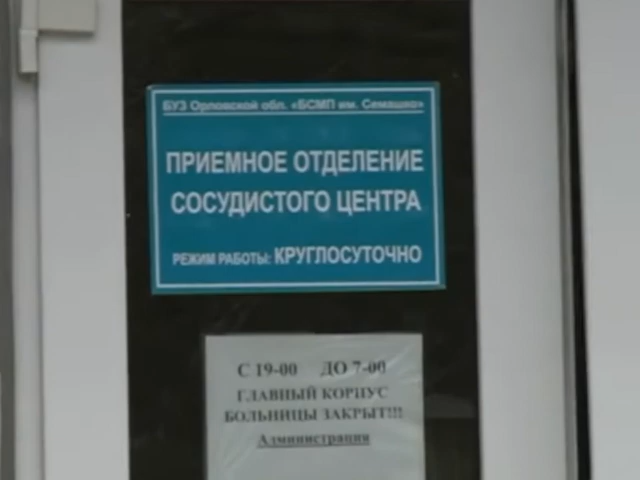 БУЗ Орловской обл. «БСМП им. Семашко»
ПРИЕМНОЕ ОТДЕЛЕНИЕ
СОСУДИСТОГО ЦЕНТРА
РЕЖИМ РАБОТЫ: КРУГЛОСУТОЧНО
С 19-00 ДО 7-00
ГЛАВНЫЙ КОРПУС
БОЛЬНИЦЫ ЗАКРЫТ!!!
Администрация